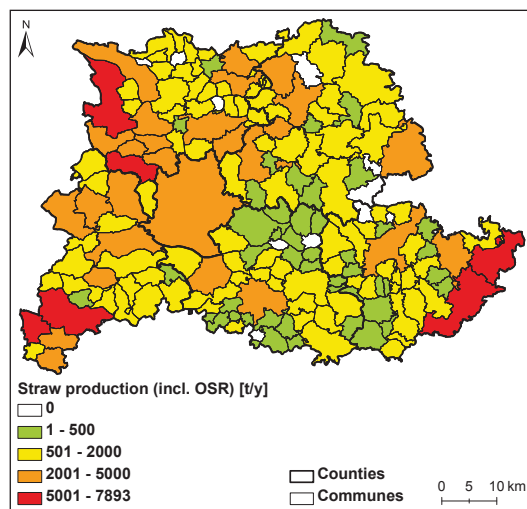 N
Straw production (incl. OSR) [t/y]
0
1 - 500
501 - 2000
2001 - 5000
5001 - 7893
Counties
Communes
0 5 10 km